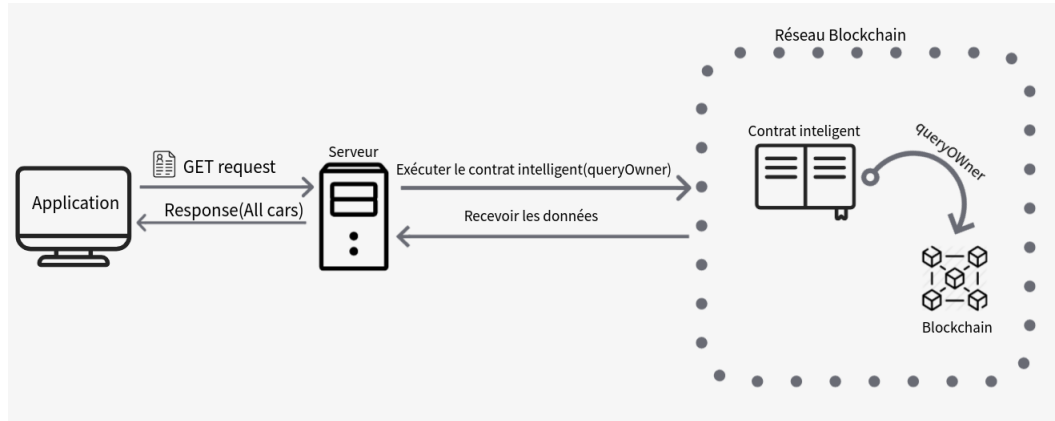 Réseau Blockchain
Contrat inteligent
queryOWner
GET request
Serveur
Exécuter le contrat intelligent(queryOwner)
Application
Response(All cars)
Recevoir les données
Blockchain